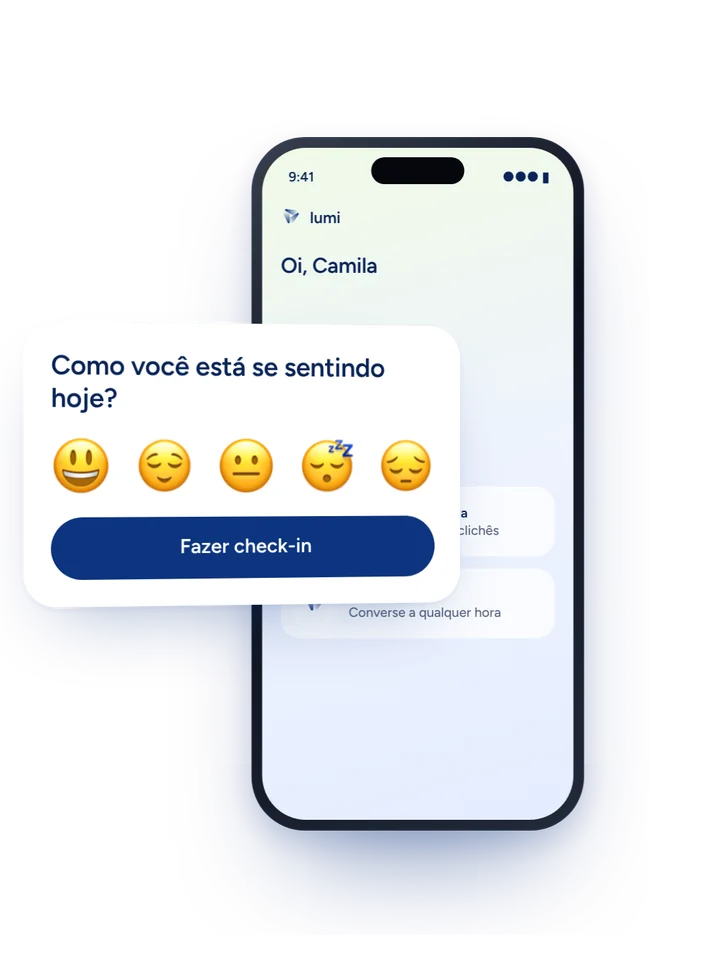 9:41
lumi
Oi, Camila
Como você está se sentindo
hoje?
Fazer check-in
a
clichês
Converse a qualquer hora